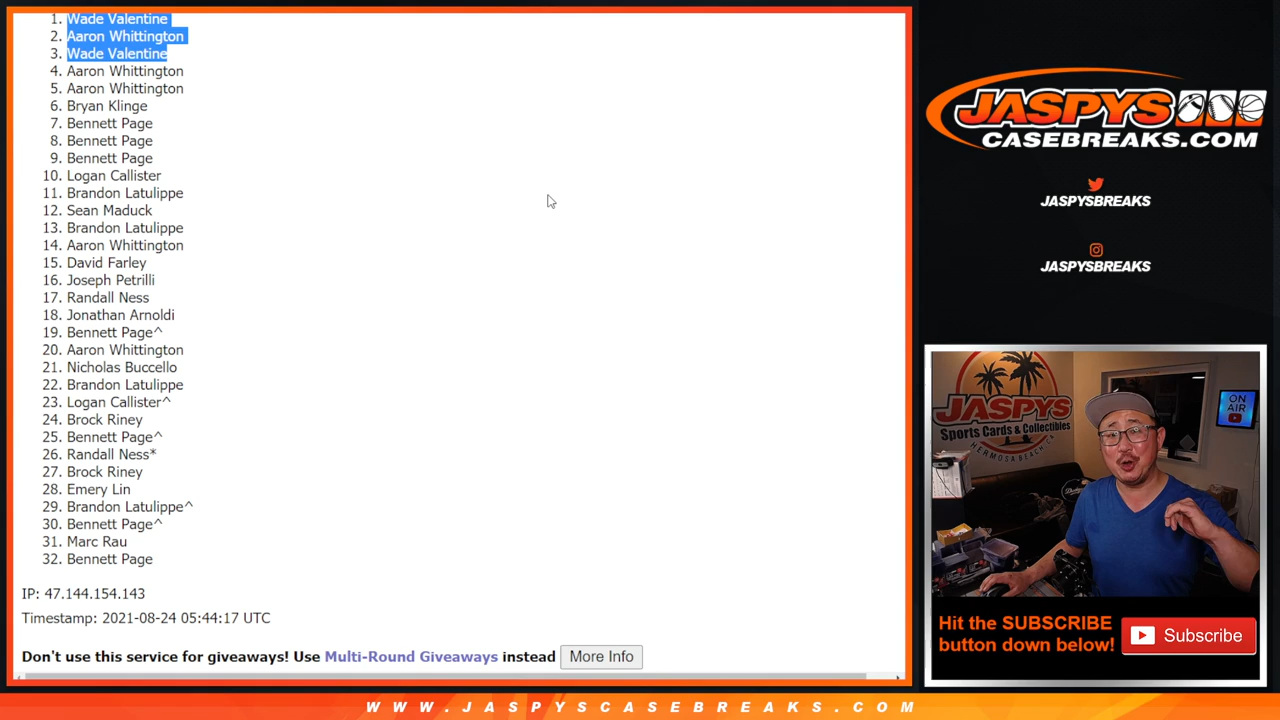 1. Wade Valentine
2. Aaron Whittington
3. Wade Valentine
4. Aaron Whittington
5. Aaron Whittington
6. Bryan Klinge
7. Bennett Page
8. Bennett Page
9. Bennett Page
10. Logan Callister
11. Brandon Latulippe
12. Sean Maduck
13. Brandon Latulippe
14. Aaron Whittington
15. David Farley
16. Joseph Petrilli
17. Randall Ness
18. Jonathan Arnoldi
19. Bennett Page^
20. Aaron Whittington
21. Nicholas Buccello
22. Brandon Latulippe
23. Logan Callister^
24. Brock Riney
25. Bennett Page^
26. Randall Ness*
27. Brock Riney
28. Emery Lin
29. Brandon Latulippe^
30. Bennett Page^
31. Marc Rau
32. Bennett Page
IP: 47.144.154.143
Timestamp: 2021-08-24 05:44:17 UTC
Don't use this service for giveaways! Use Multi-Round Giveaways instead More Info
JASPYS
CASEBREAKS.COM
JASPYSBREAKS
JASPYSBREAKS
JASPYS
Sports Cards & Collectibles
HERMOSA BEACH, CA
ON
AIR
Dodgers
Hit the SUBSCRIBE
button down below!
Subscribe
WWW.JASPYSCASEBREAKS.COM